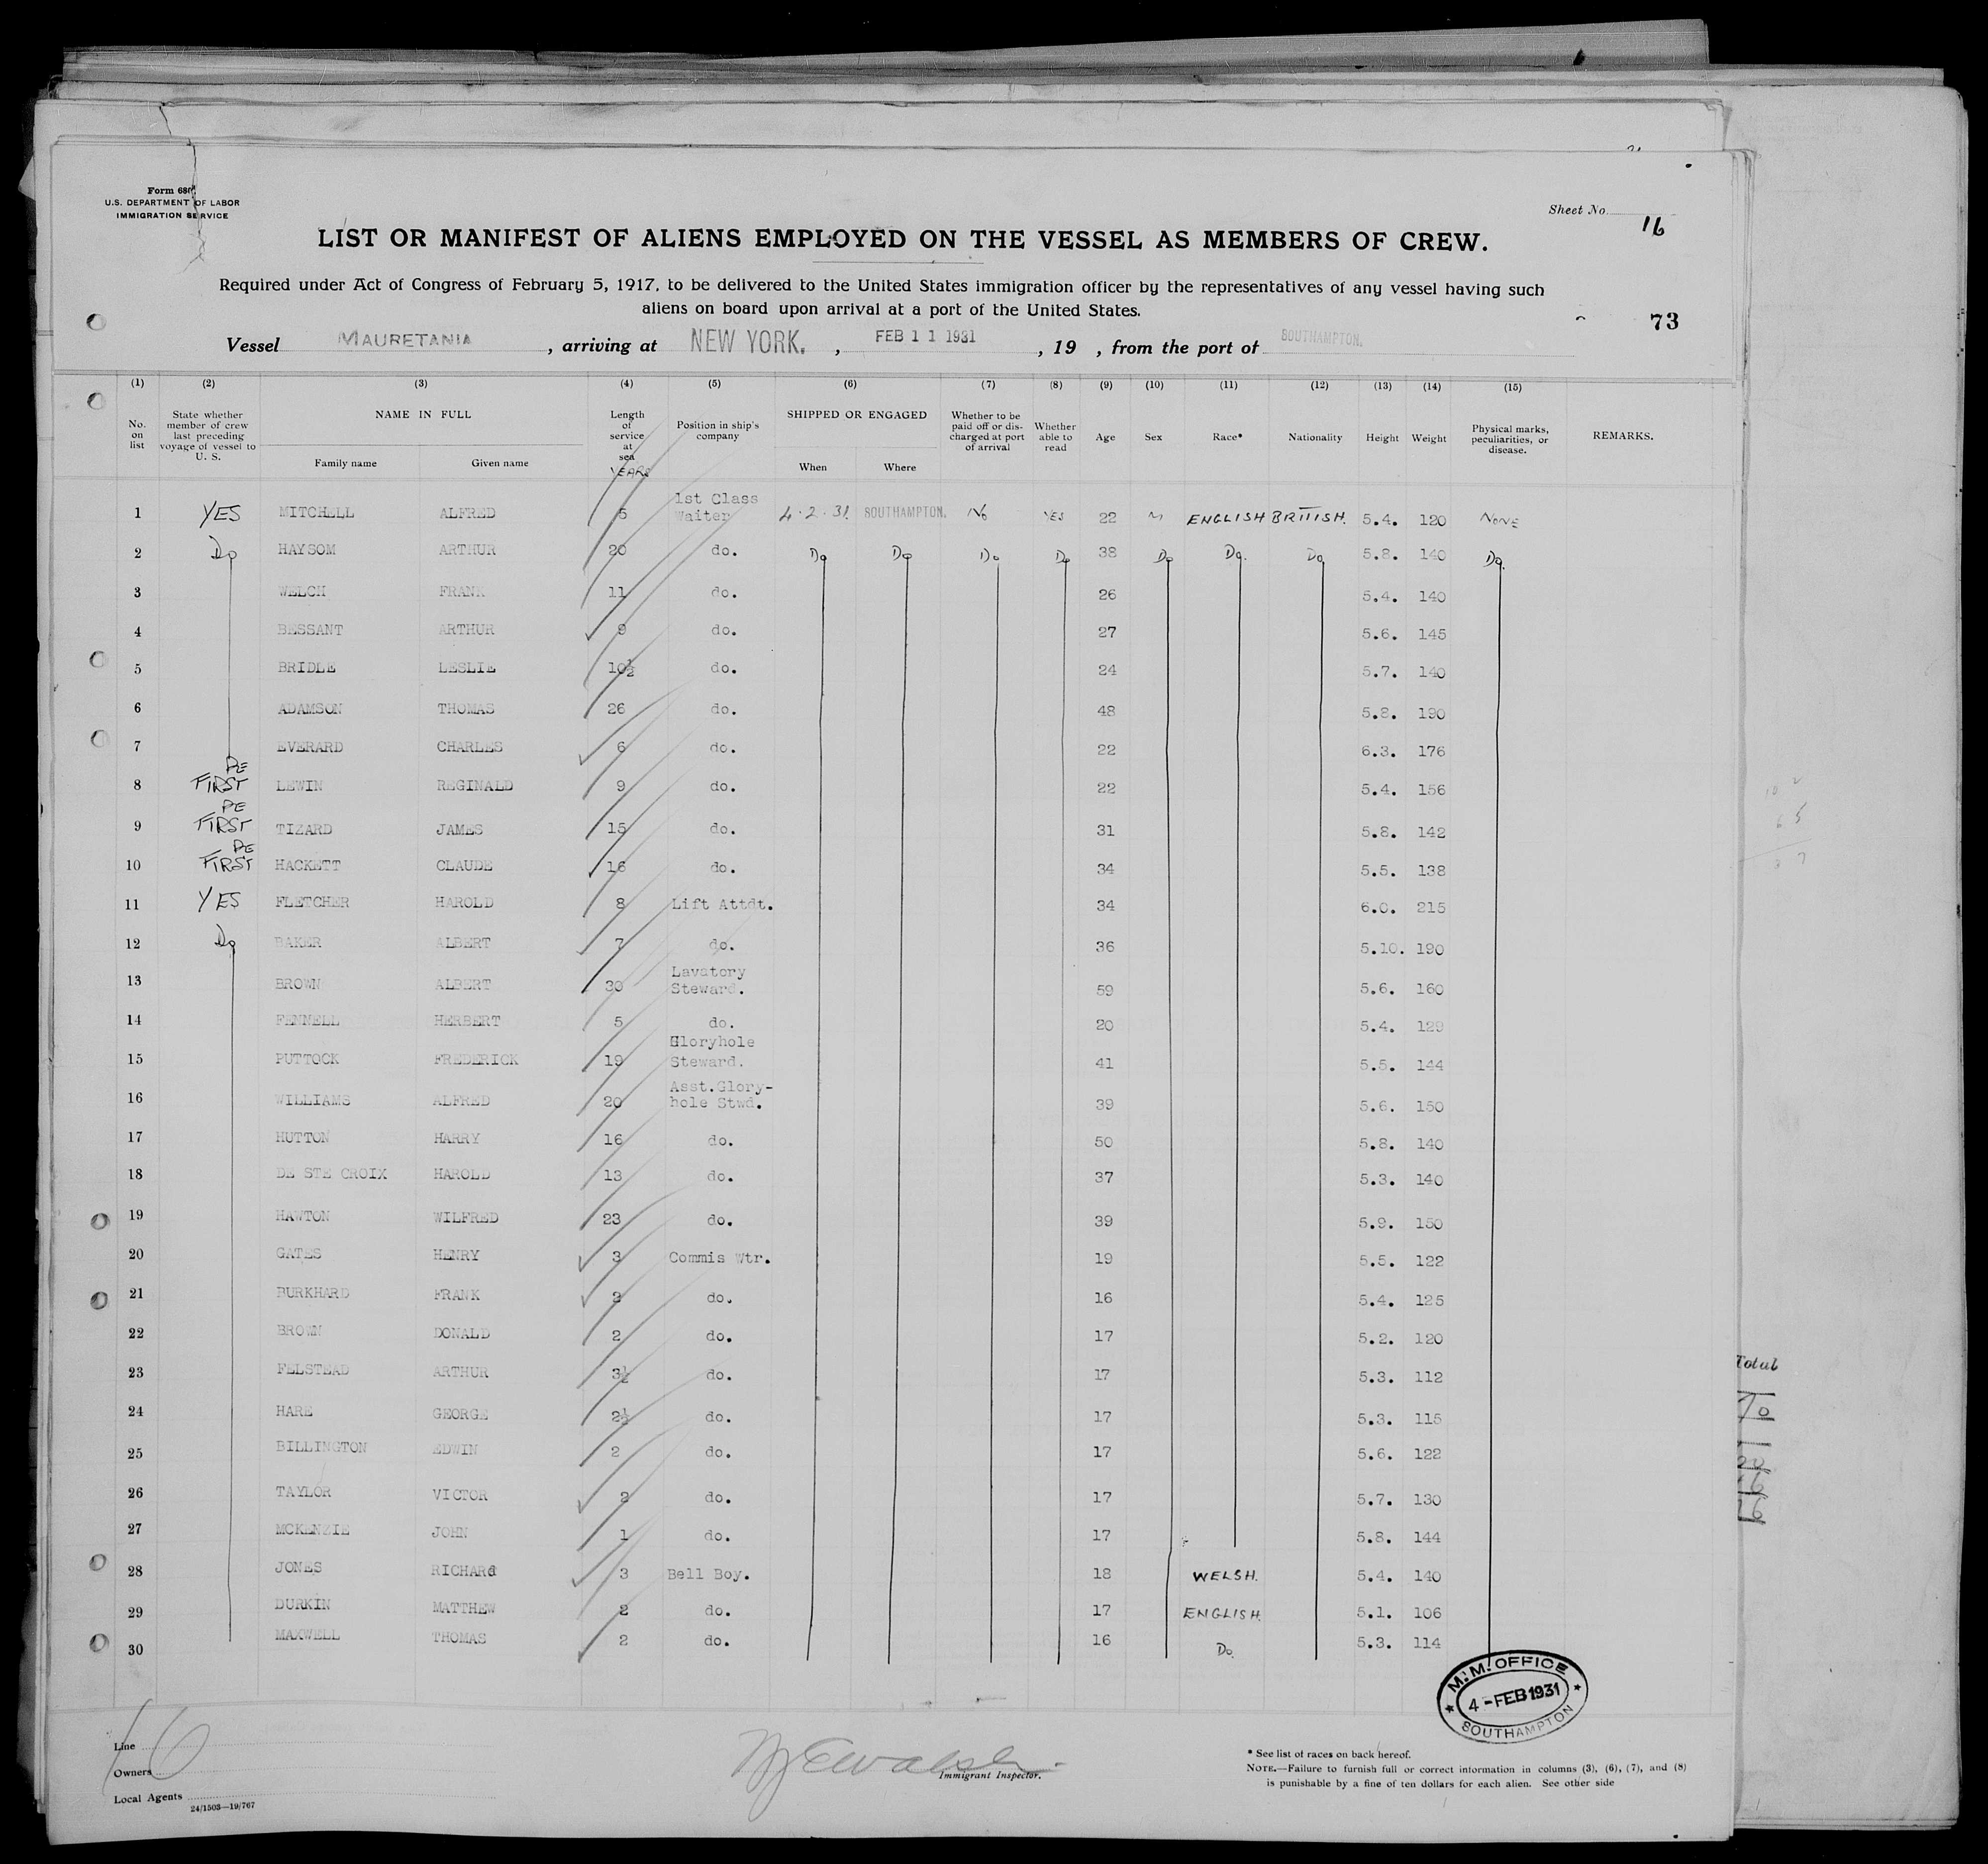 Form 680
U.S. DEPARTMENT OF LABOR
IMMIGRATION SERVICE
Sheet No. 16
LIST OR MANIFEST OF ALIENS EMPLOYED ON THE VESSEL AS MEMBERS OF CREW.
Required under Act of Congress of February 5, 1917, to be delivered to the United States immigration officer by the representatives of any vessel having such
aliens on board upon arrival at a port of the United States.
73
Vessel MAURETANIA, arriving at NEW YORK., FEB 11 1931, 19 , from the port of SOUTHAMPTON.
(1) (2) (3) (4) (5) (6) (7) (8) (9) (10) (11) (12) (13) (14) (15)
No. on list State whether member of crew last preceding voyage of vessel to U. S. NAME IN FULL Family name Given name Length of service at sea YEARS Position in ship's company SHIPPED OR ENGAGED When Where Whether to be paid off or discharged at port of arrival Whether able to read Age Sex Race* Nationality Height Weight Physical marks, peculiarities, or disease. REMARKS.
1 YES MITCHELL ALFRED 5 1st Class Waiter 4.2.31. SOUTHAMPTON. No YES 22 M ENGLISH BRITISH. 5.4. 120 NONE
2 Do HAYSOM ARTHUR 20 do. Do Do Do Do 38 Do Do. Do 5.8. 140 Do.
3 WELCH FRANK 11 do. 26 5.4. 140
4 BESSANT ARTHUR 9 do. 27 5.6. 145
5 BRIDLE LESLIE 10½ do. 24 5.7. 140
6 ADAMSON THOMAS 26 do. 48 5.8. 190
7 EVERARD CHARLES 6 do. 22 6.3. 176
8 FIRST LEWIN REGINALD 9 do. 22 5.4. 156
9 FIRST TIZARD JAMES 15 do. 31 5.8. 142
10 FIRST HACKETT CLAUDE 16 do. 34 5.5. 138
11 YES FLETCHER HAROLD 8 Lift Attdt. 34 6.0. 215
12 Do BAKER ALBERT 7 do. 36 5.10. 190
13 BROWN ALBERT 30 Lavatory Steward. 59 5.6. 160
14 FENNELL HERBERT 5 do. 20 5.4. 129
15 PUTTOCK FREDERICK 19 Gloryhole Steward. 41 5.5. 144
16 WILLIAMS ALFRED 20 Asst.Glory-hole Stwd. 39 5.6. 150
17 HUTTON HARRY 16 do. 50 5.8. 140
18 DE STE CROIX HAROLD 13 do. 37 5.3. 140
19 HAWTON WILFRED 23 do. 39 5.9. 150
20 GATES HENRY 3 Commis Wtr. 19 5.5. 122
21 BURKHARD FRANK 2 do. 16 5.4. 125
22 BROWN DONALD 2 do. 17 5.2. 120
23 FELSTEAD ARTHUR 3½ do. 17 5.3. 112
24 HARE GEORGE 2½ do. 17 5.3. 115
25 BILLINGTON EDWIN 2 do. 17 5.6. 122
26 TAYLOR VICTOR 2 do. 17 5.7. 130
27 MCKENZIE JOHN 1 do. 17 5.8. 144
28 JONES RICHARd 3 Bell Boy. 18 WELSH. 5.4. 140
29 DURKIN MATTHEW 2 do. 17 ENGLISH. 5.1. 106
30 MAXWELL THOMAS 2 do. 16 Do. 5.3. 114
Total
M.M. OFFICE
4-FEB 1931
SOUTHAMPTON
16
Line
Owners
Local Agents
24/1503—19/767
Immigrant Inspector.
* See list of races on back hereof.
NOTE.—Failure to furnish full or correct information in columns (3), (6), (7), and (8)
is punishable by a fine of ten dollars for each alien. See other side